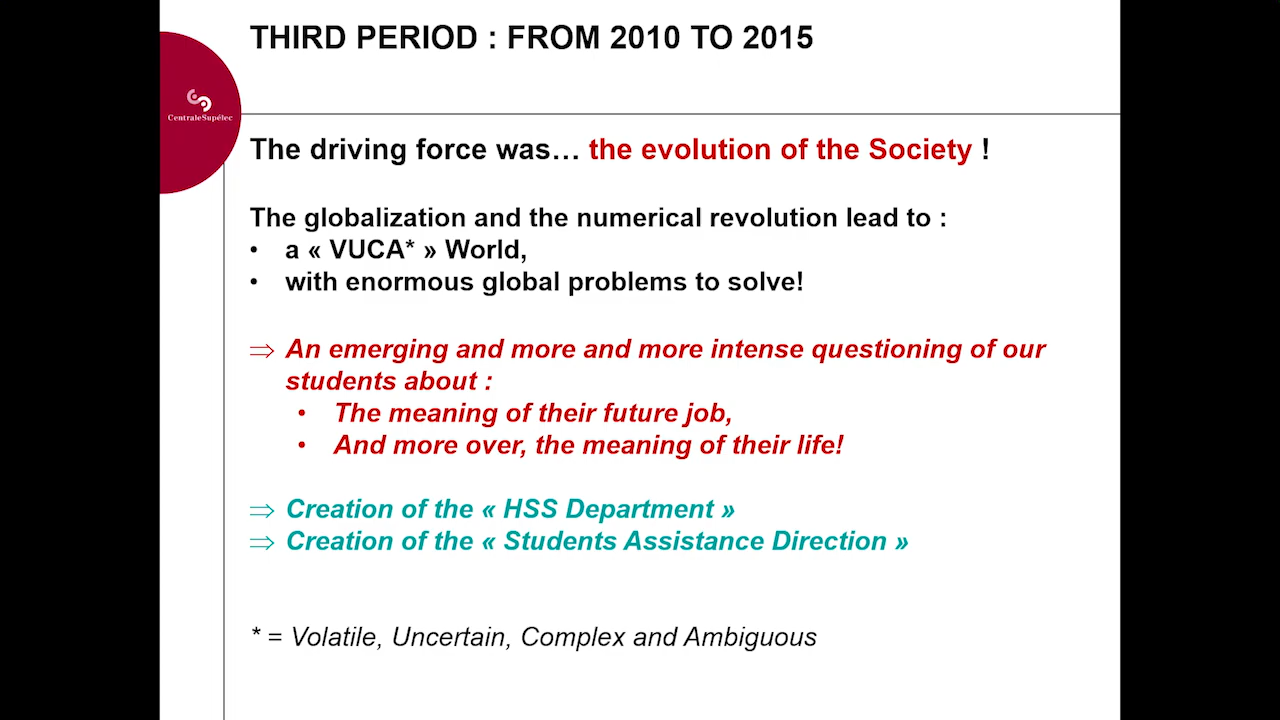 THIRD PERIOD : FROM 2010 TO 2015
CentraleSupélec
The driving force was... the evolution of the Society !
The globalization and the numerical revolution lead to :
• a « VUCA* » World,
• with enormous global problems to solve!
⇒ An emerging and more and more intense questioning of our
students about :
• The meaning of their future job,
• And more over, the meaning of their life!
⇒ Creation of the « HSS Department »
⇒ Creation of the « Students Assistance Direction »
* = Volatile, Uncertain, Complex and Ambiguous